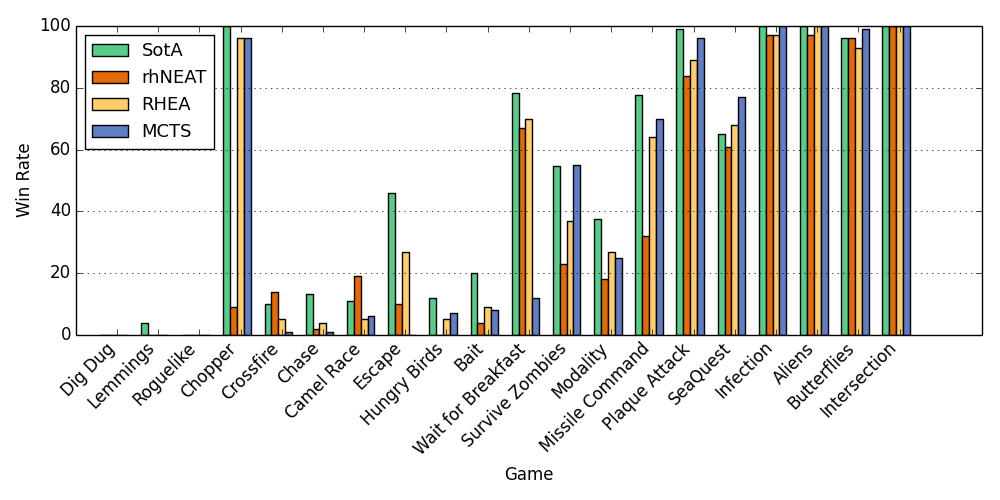 SotA
rhNEAT
RHEA
MCTS
Win Rate
100
80
60
40
20
0
Dig Dug
Lemmings
Roguelike
Chopper
Crossfire
Chase
Camel Race
Escape
Hungry Birds
Bait
Wait for Breakfast
Survive Zombies
Modality
Missile Command
Plaque Attack
SeaQuest
Infection
Aliens
Butterflies
Intersection
Game